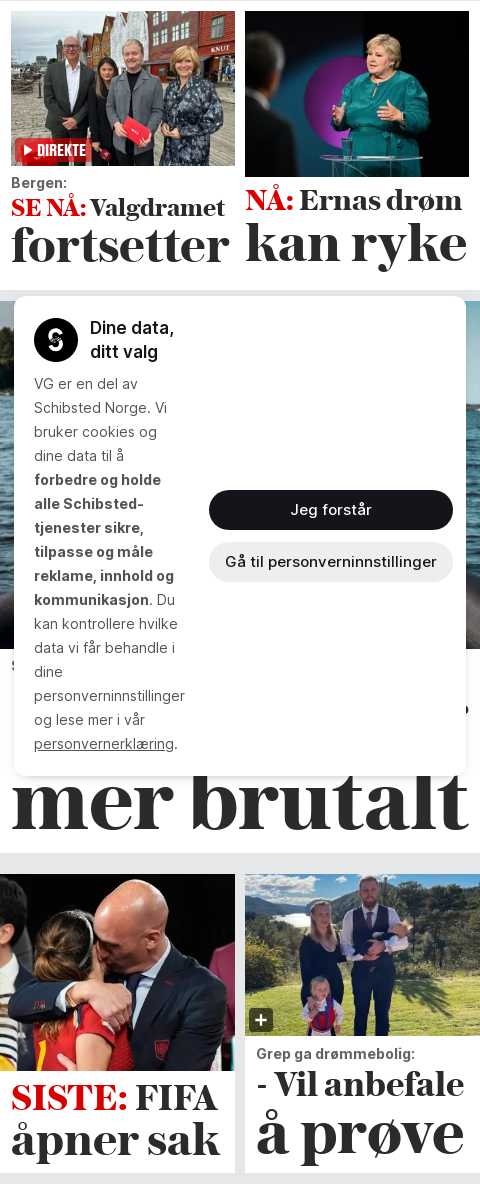 KNUT
DIREKTE
Bergen:
SE NÅ: Valgdramet
fortsetter
NÅ: Ernas drøm
kan ryke
Dine data,
ditt valg
VG er en del av
Schibsted Norge. Vi
bruker cookies og
dine data til å
forbedre og holde
alle Schibsted-
tjenester sikre,
tilpasse og måle
reklame, innhold og
kommunikasjon. Du
kan kontrollere hvilke
data vi får behandle i
dine
personverninnstillinger
og lese mer i vår
personvernerklæring.
Jeg forstår
Gå til personverninnstillinger
mer brutalt
SISTE: FIFA
åpner sak
Grep ga drømmebolig:
- Vil anbefale
å prøve